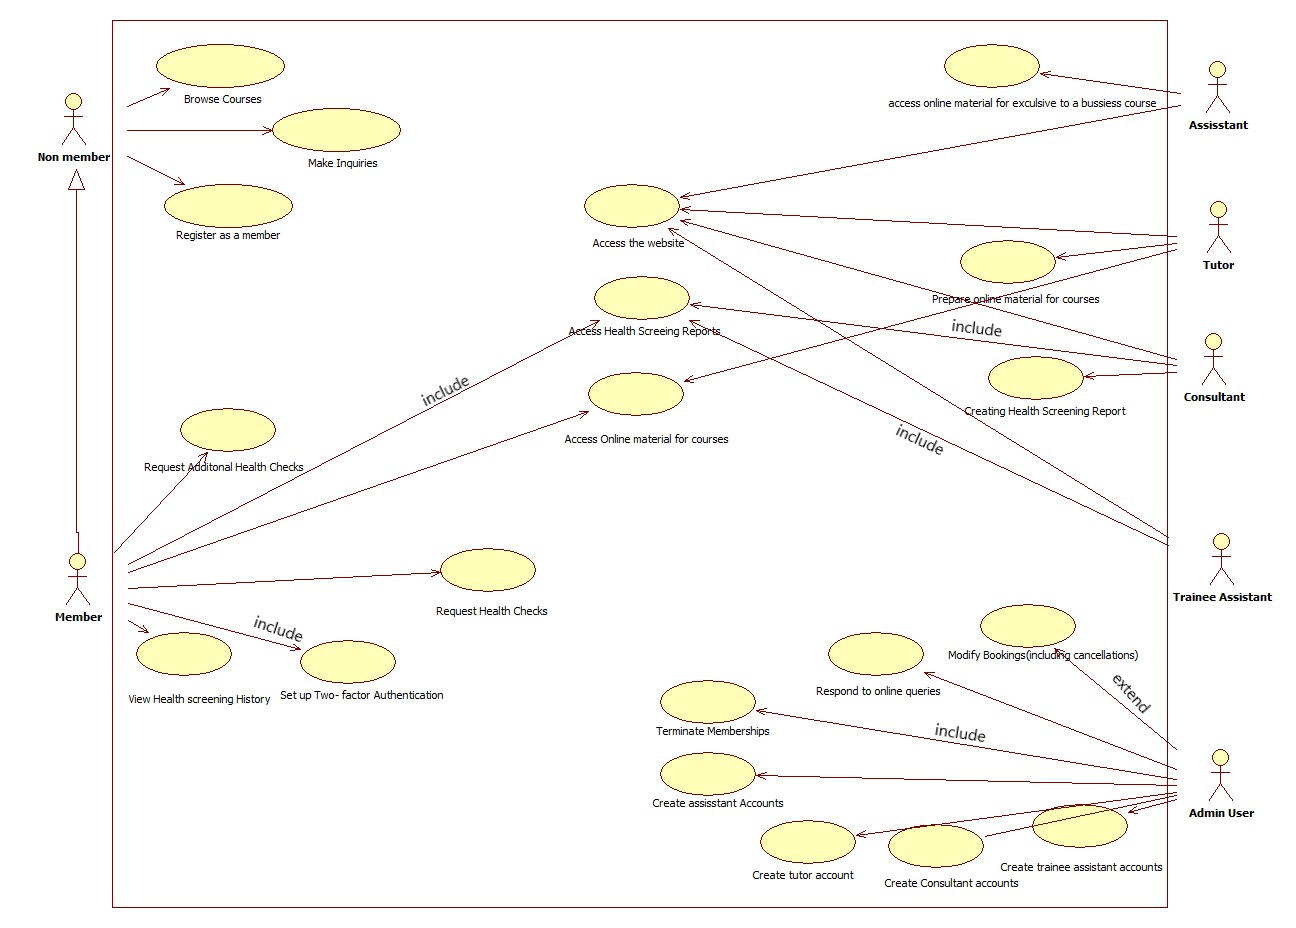 Browse Courses
access online material for exculsive to a bussiess course
Assisstant
Non member
Make Inquiries
Register as a member
Access the website
Tutor
Prepare online material for courses
Access Health Screeing Reports
include
include
Consultant
Creating Health Screening Report
Access Online material for courses
include
Request Additonal Health Checks
Trainee Assistant
Request Health Checks
Member
include
View Health screening History
Set up Two- factor Authentication
Modify Bookings(including cancellations)
Respond to online queries
extend
Terminate Memberships
include
Create assisstant Accounts
Admin User
Create tutor account
Create Consultant accounts
Create trainee assistant accounts